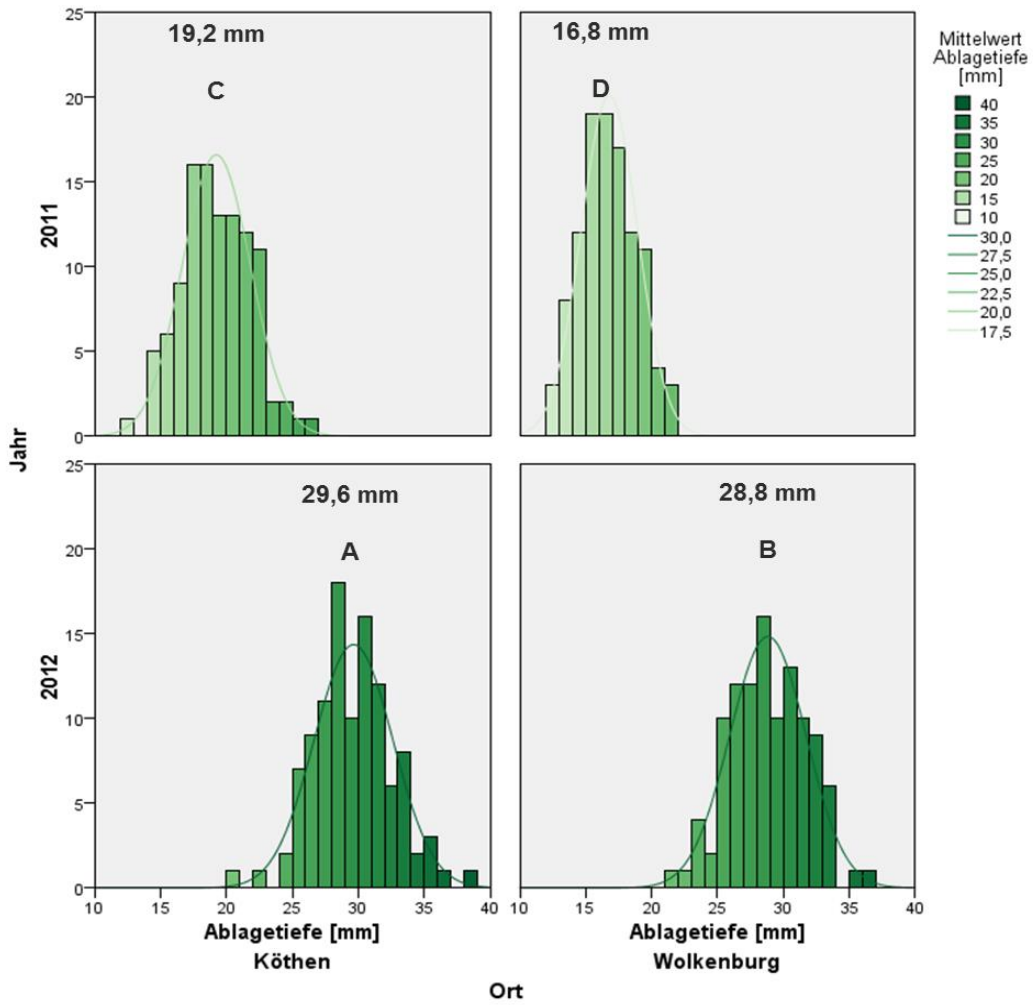 25
20
15
10
5
0
2011
19,2 mm
C
16,8 mm
D
Mittelwert
Ablagetiefe
[mm]
40
35
30
25
20
15
10
30,0
27,5
25,0
22,5
20,0
17,5
Jahr
25
20
15
10
5
0
2012
29,6 mm
A
28,8 mm
B
10 15 20 25 30 35 40
10 15 20 25 30 35 40
Ablagetiefe [mm]
Ablagetiefe [mm]
Köthen
Wolkenburg
Ort